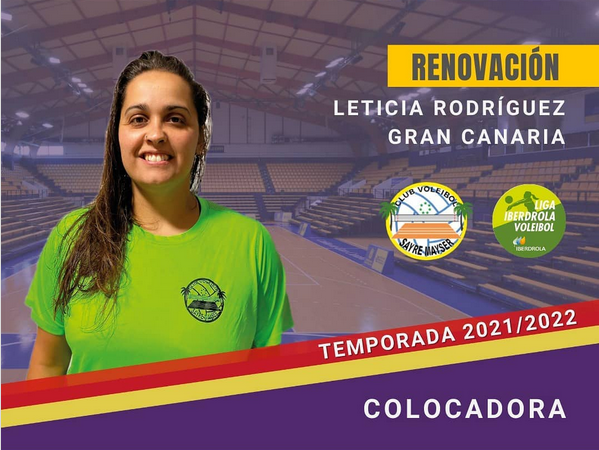 RENOVACIÓN
LETICIA RODRÍGUEZ
GRAN CANARIA
CLUB VOLEIBOL
SAYRE MAYSER
LIGA
IBERDROLA
VOLEIBOL
IBERDROLA
TEMPORADA 2021/2022
COLOCADORA